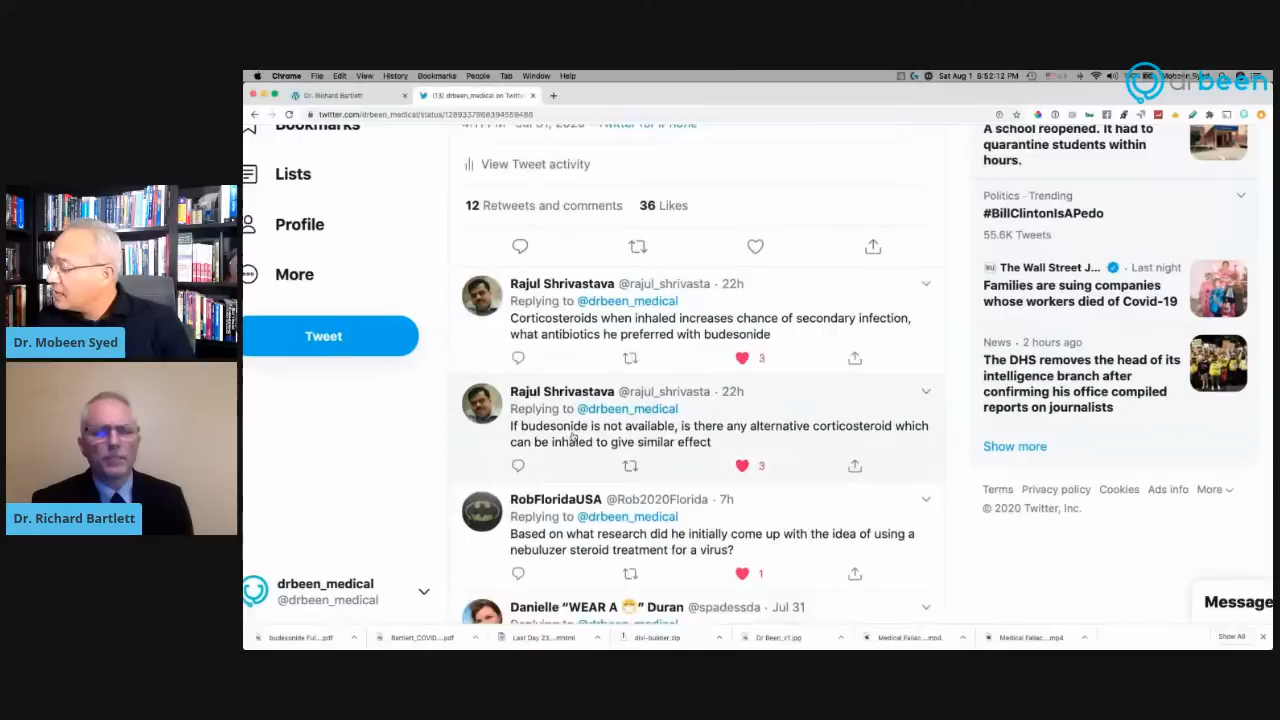 drbeen
Dr. Mobeen Syed
Dr. Richard Bartlett
Chrome File Edit View History Bookmarks People Tab Window Help
Sat Aug 1 6:52:12 PM
Dr. Richard Bartlett
(13) drbeen_medical on Twitte
twitter.com/drbeen_medical/status/1289337968394559488
Bookmarks
Lists
Profile
More
Tweet
drbeen_medical
@drbeen_medical
View Tweet activity
12 Retweets and comments 36 Likes
Rajul Shrivastava @rajul_shrivasta · 22h
Replying to @drbeen_medical
Corticosteroids when inhaled increases chance of secondary infection,
what antibiotics he preferred with budesonide
3
Rajul Shrivastava @rajul_shrivasta · 22h
Replying to @drbeen_medical
If budesonide is not available, is there any alternative corticosteroid which
can be inhaled to give similar effect
3
RobFloridaUSA @Rob2020Florida · 7h
Replying to @drbeen_medical
Based on what research did he initially come up with the idea of using a
nebuluzer steroid treatment for a virus?
1
Danielle “WEAR A 😷” Duran @spadessda · Jul 31
A school reopened. It had to
quarantine students within
hours.
Politics · Trending
#BillClintonIsAPedo
55.6K Tweets
The Wall Street J... · Last night
Families are suing companies
whose workers died of Covid-19
News · 2 hours ago
The DHS removes the head of its
intelligence branch after
confirming his office compiled
reports on journalists
Show more
Terms Privacy policy Cookies Ads info More
© 2020 Twitter, Inc.
Message
budesonide Ful....pdf
Bartlett_COVID....pdf
Last Day 23....mhtml
divi-builder.zip
Dr Been_v1.jpg
Medical Fallac....mp4
Medical Fallac....mp4
Show All